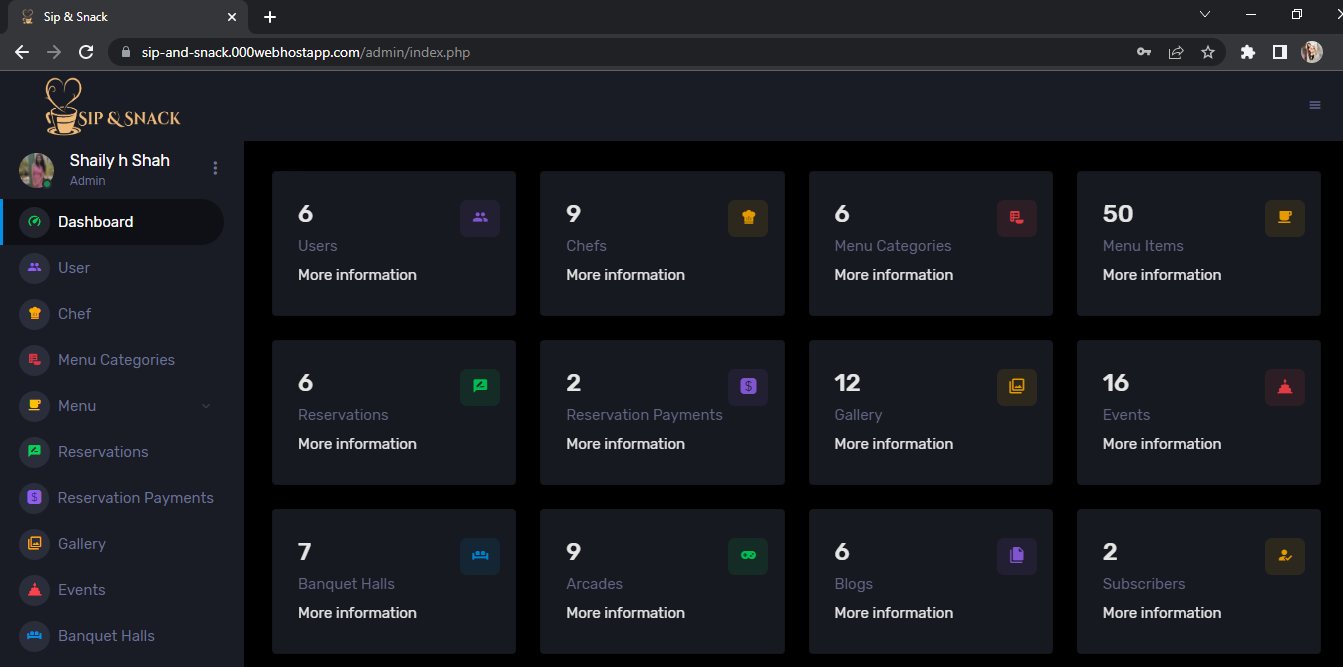 Sip & Snack
sip-and-snack.000webhostapp.com/admin/index.php
SIP & SNACK
Shaily h Shah
Admin
Dashboard
User
Chef
Menu Categories
Menu
Reservations
Reservation Payments
Gallery
Events
Banquet Halls
6
Users
More information
9
Chefs
More information
6
Menu Categories
More information
50
Menu Items
More information
6
Reservations
More information
2
Reservation Payments
More information
12
Gallery
More information
16
Events
More information
7
Banquet Halls
More information
9
Arcades
More information
6
Blogs
More information
2
Subscribers
More information